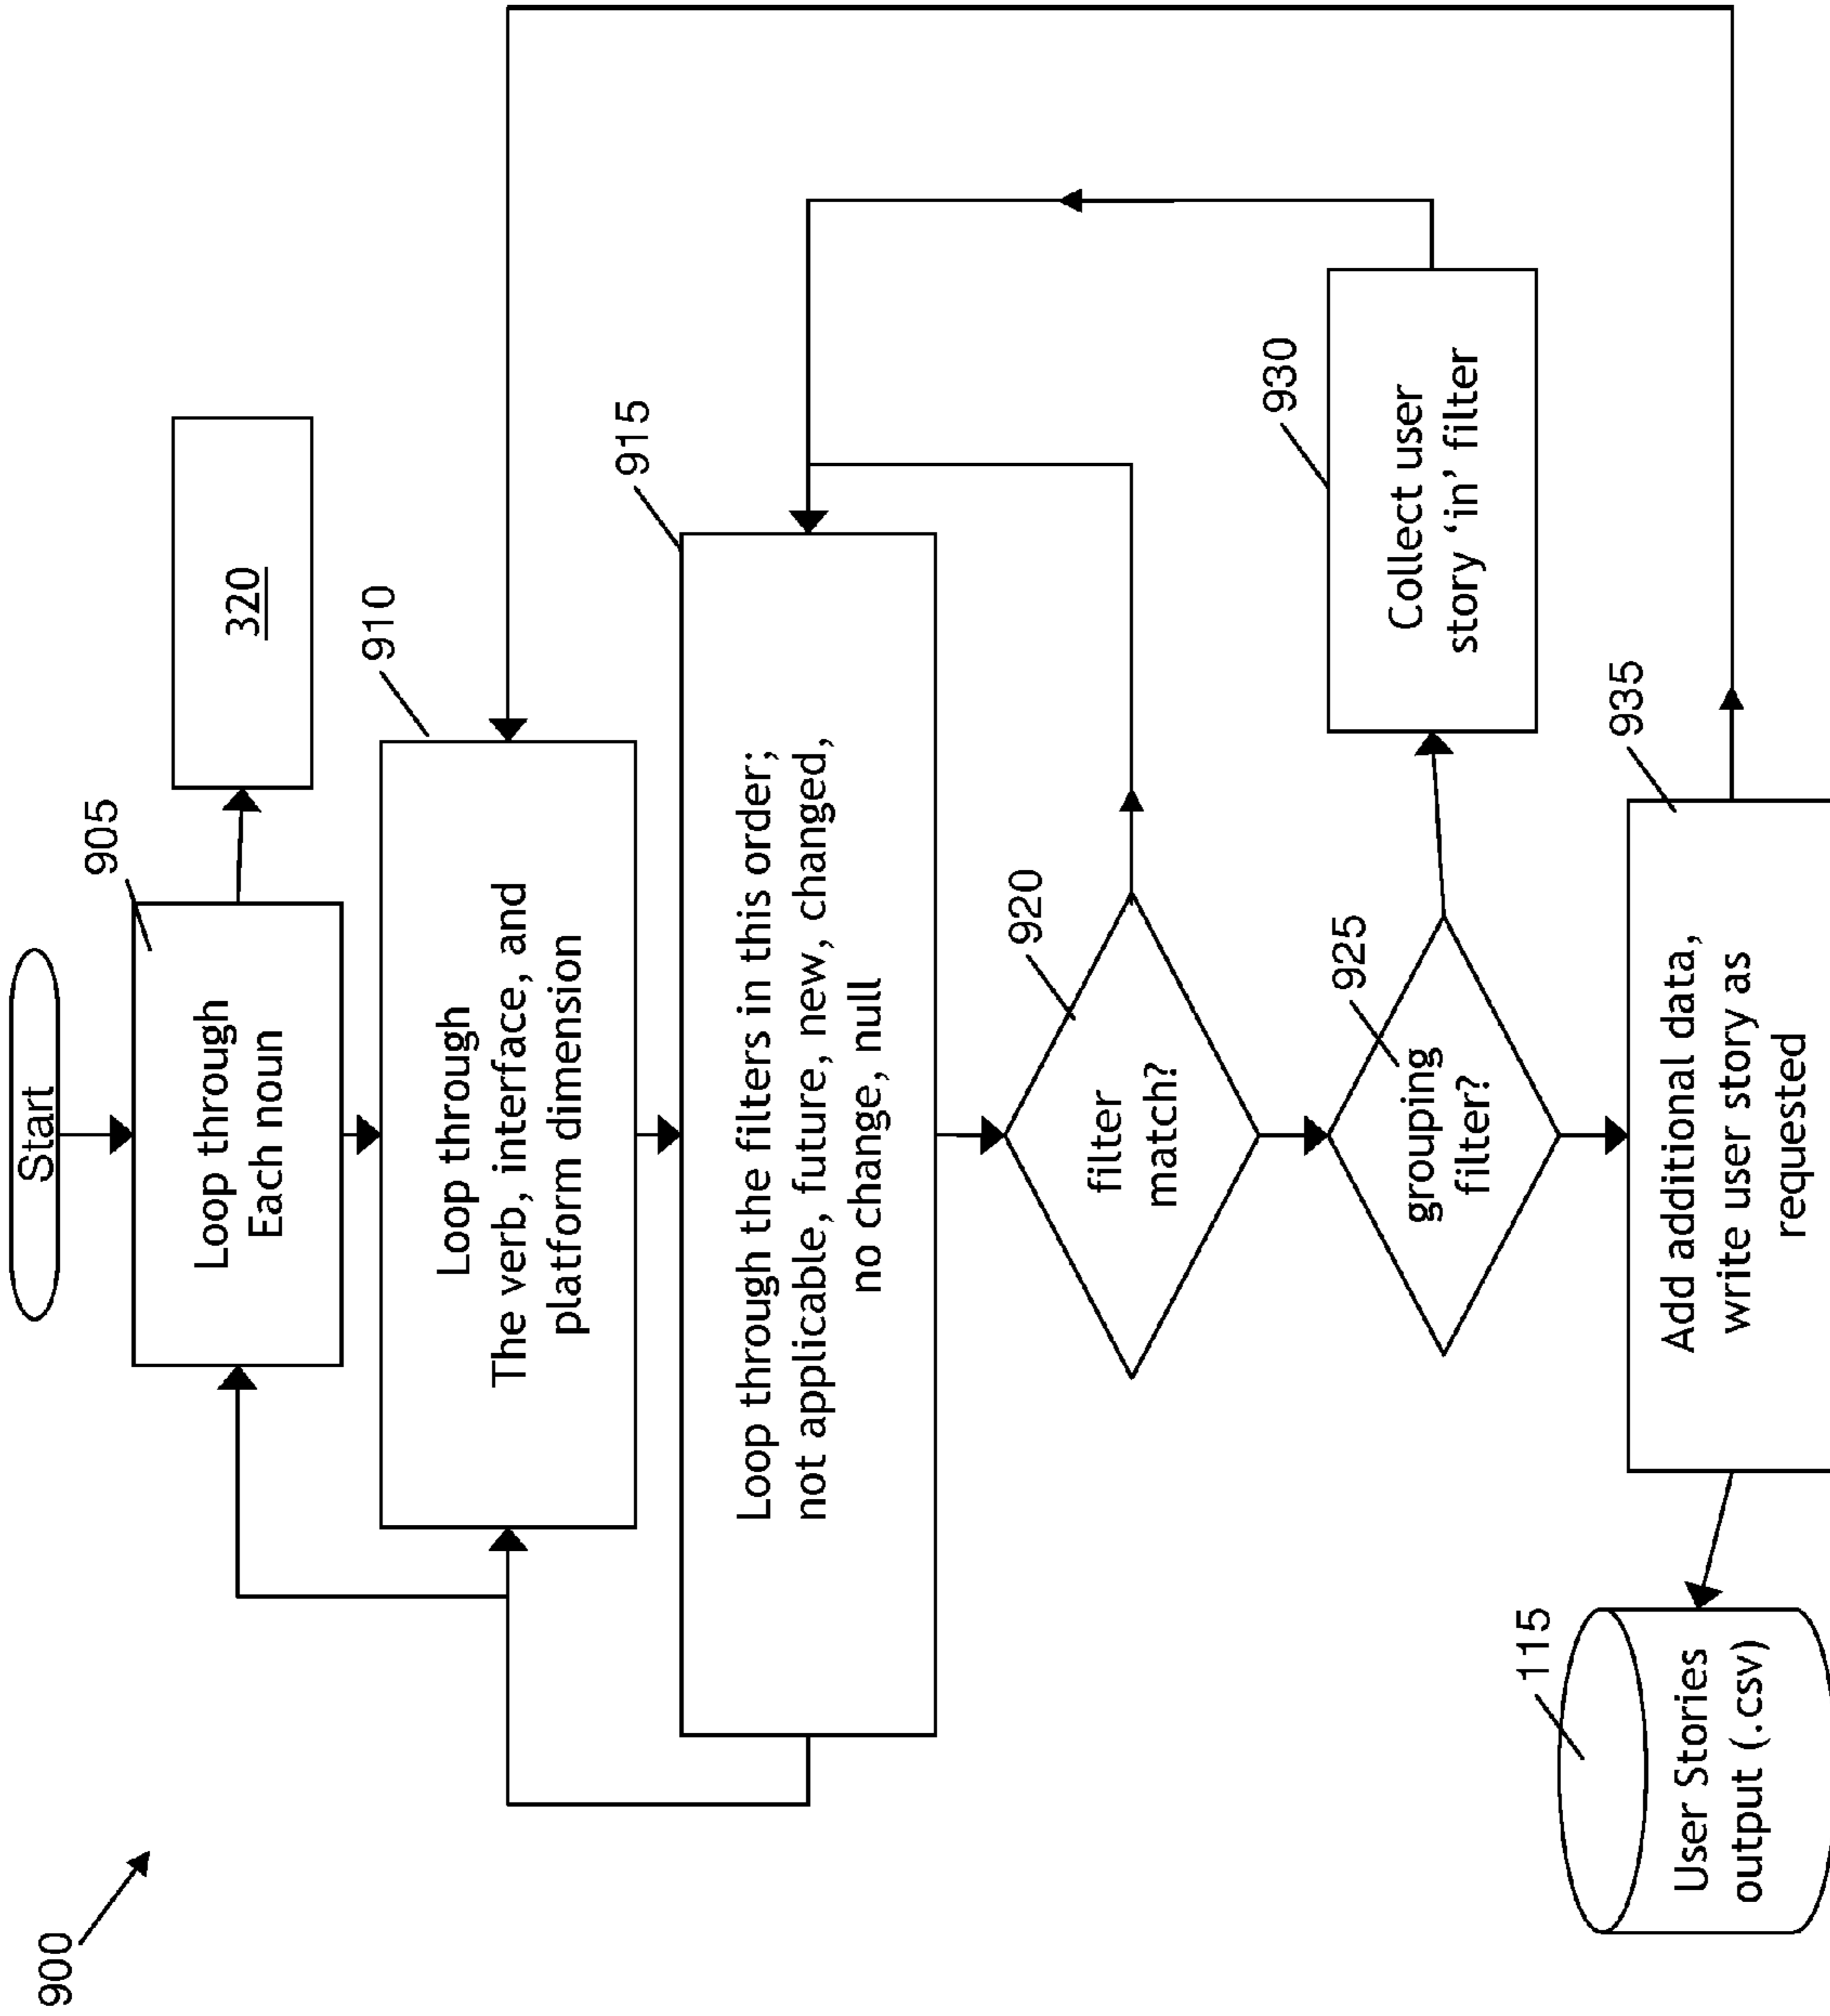 900
Start
905
Loop through
Each noun
320
910
Loop through
The verb, interface, and
platform dimension
915
Loop through the filters in this order;
not applicable, future, new, changed,
no change, null
920
filter
match?
925
grouping
filter?
930
Collect user
story ‘in’ filter
935
Add additional data,
write user story as
requested
115
User Stories
output (.csv)